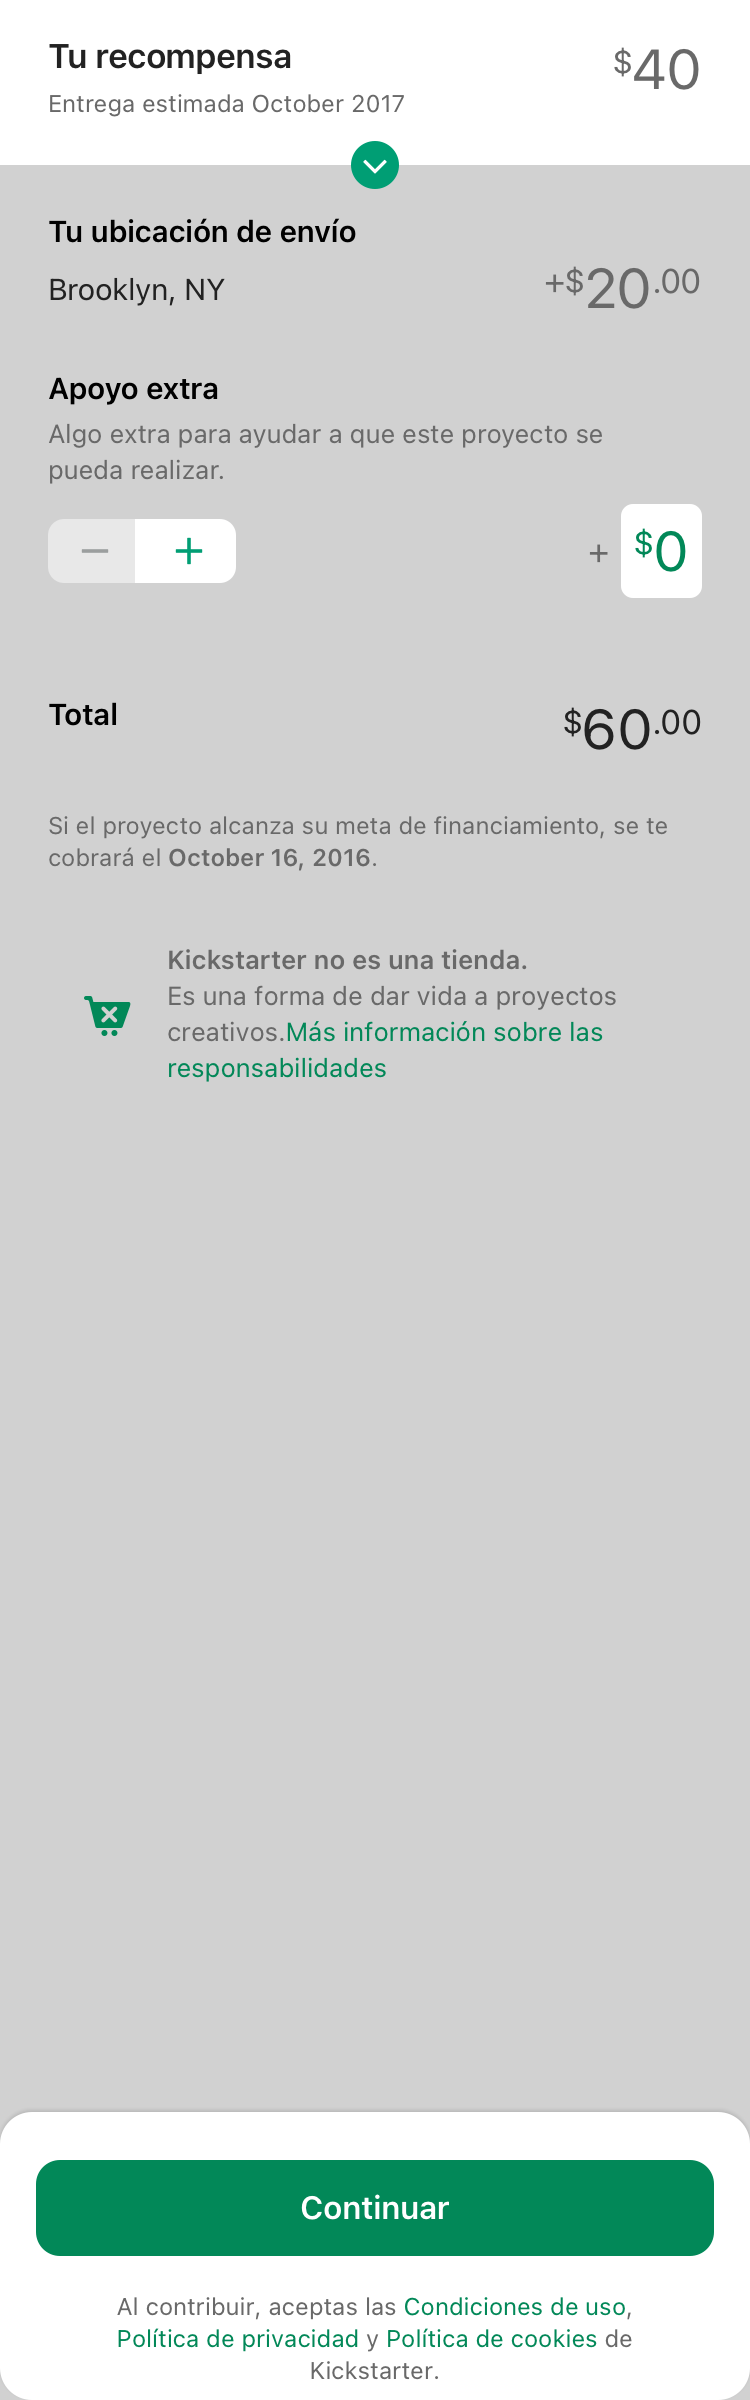 Tu recompensa
$40
Entrega estimada October 2017
Tu ubicación de envío
Brooklyn, NY
+$20.00
Apoyo extra
Algo extra para ayudar a que este proyecto se
pueda realizar.
− +
+ $0
Total
$60.00
Si el proyecto alcanza su meta de financiamiento, se te
cobrará el October 16, 2016.
Kickstarter no es una tienda.
Es una forma de dar vida a proyectos
creativos.Más información sobre las
responsabilidades
Continuar
Al contribuir, aceptas las Condiciones de uso,
Política de privacidad y Política de cookies de
Kickstarter.